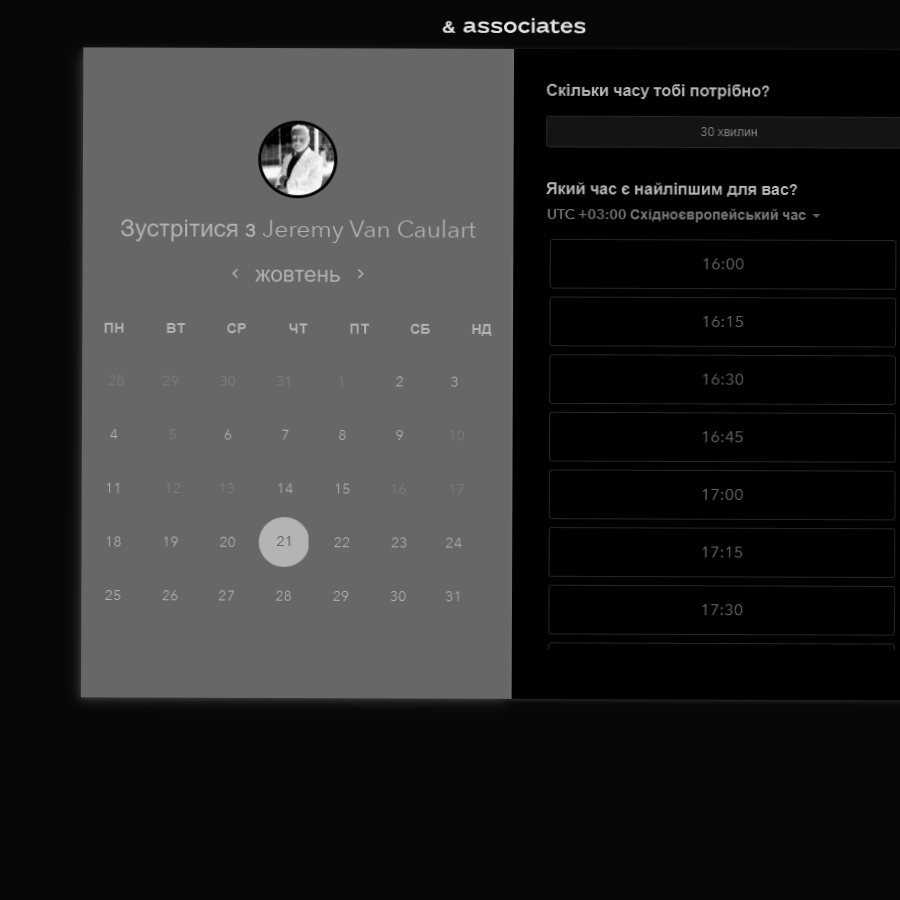 & associates
Зустрітися з Jeremy Van Caulart
жовтень
ПН ВТ СР ЧТ ПТ СБ НД
28 29 30 31 1 2 3
4 5 6 7 8 9 10
11 12 13 14 15 16 17
18 19 20 21 22 23 24
25 26 27 28 29 30 31
Скільки часу тобі потрібно?
30 хвилин
Який час є найліпшим для вас?
UTC +03:00 Східноєвропейський час
16:00
16:15
16:30
16:45
17:00
17:15
17:30